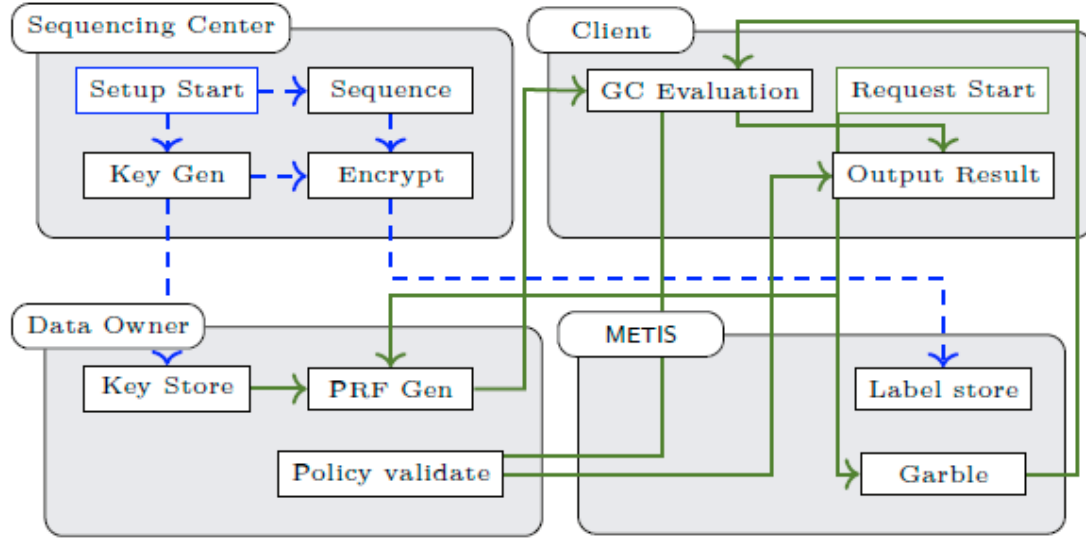 Sequencing Center
Setup Start
Sequence
Key Gen
Encrypt
Client
GC Evaluation
Request Start
Output Result
Data Owner
Key Store
PRF Gen
Policy validate
METIS
Label store
Garble